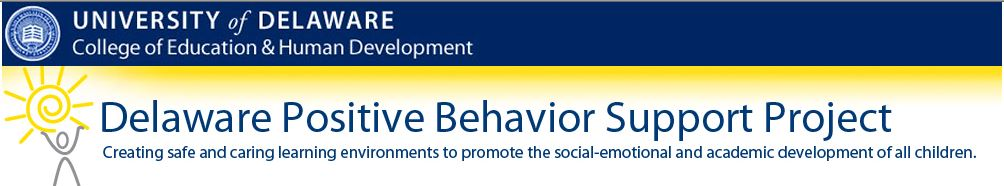 UNIVERSITY of DELAWARE
College of Education & Human Development
Delaware Positive Behavior Support Project
Creating safe and caring learning environments to promote the social-emotional and academic development of all children.